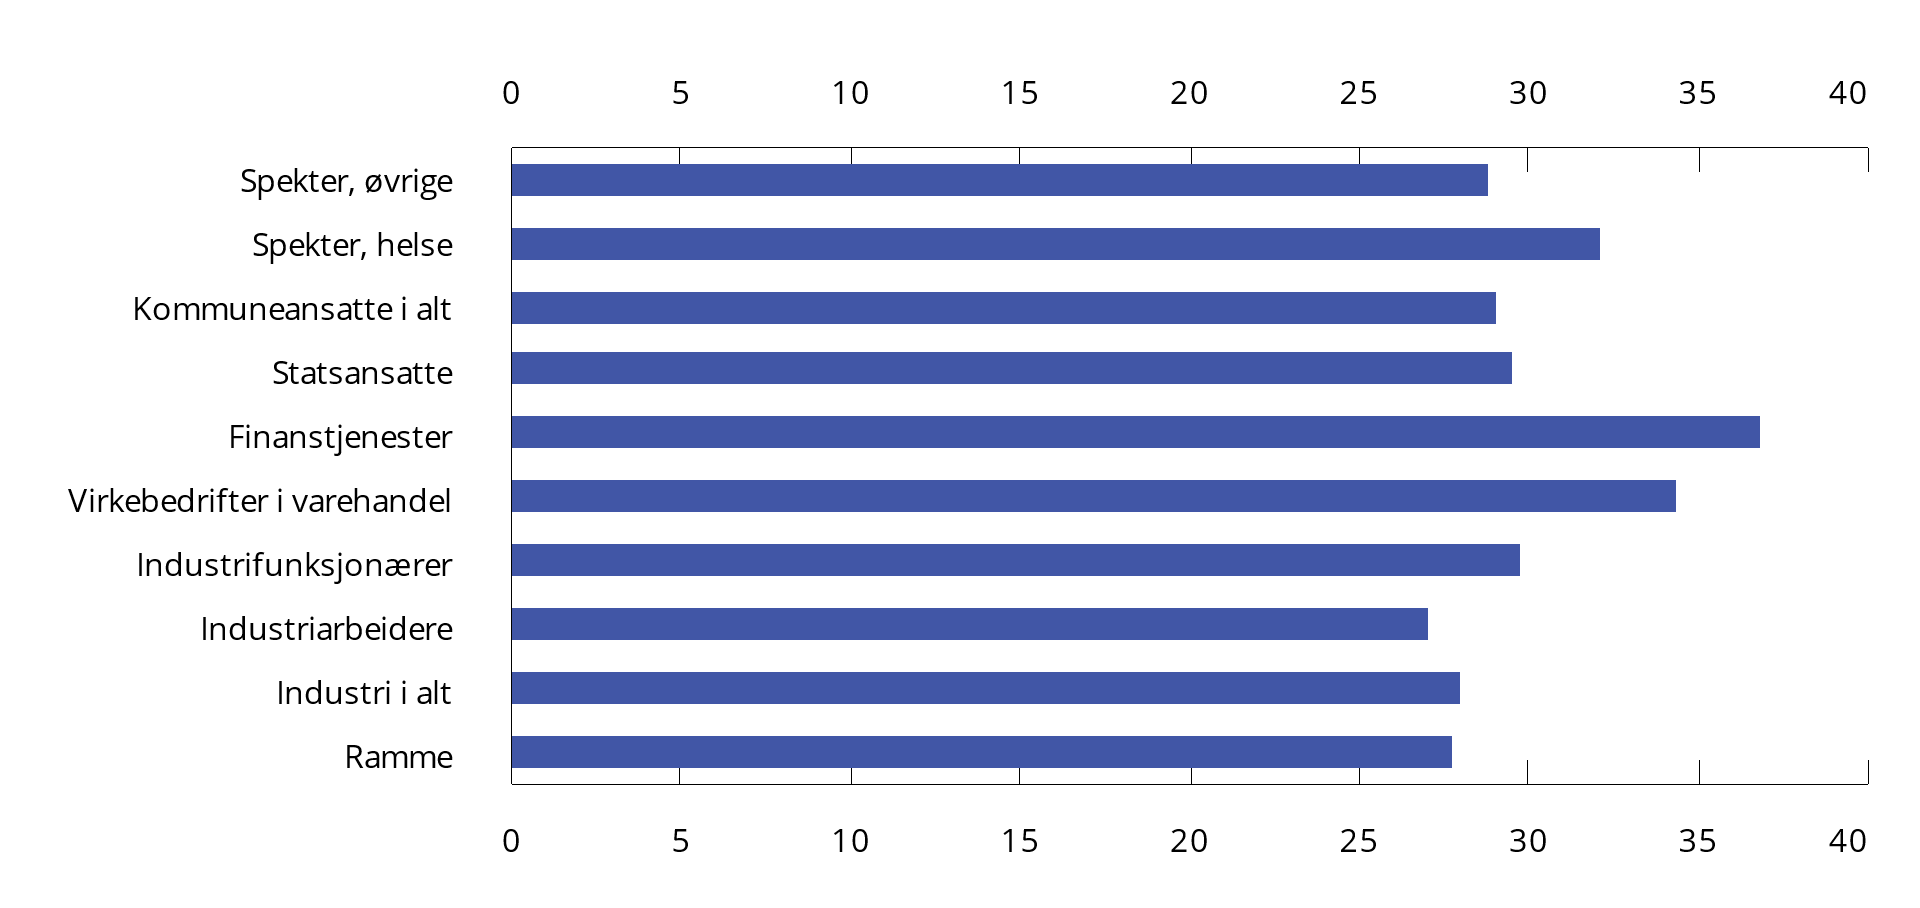 0 5 10 15 20 25 30 35 40
Spekter, øvrige
Spekter, helse
Kommuneansatte i alt
Statsansatte
Finanstjenester
Virkebedrifter i varehandel
Industrifunksjonærer
Industriarbeidere
Industri i alt
Ramme
0 5 10 15 20 25 30 35 40